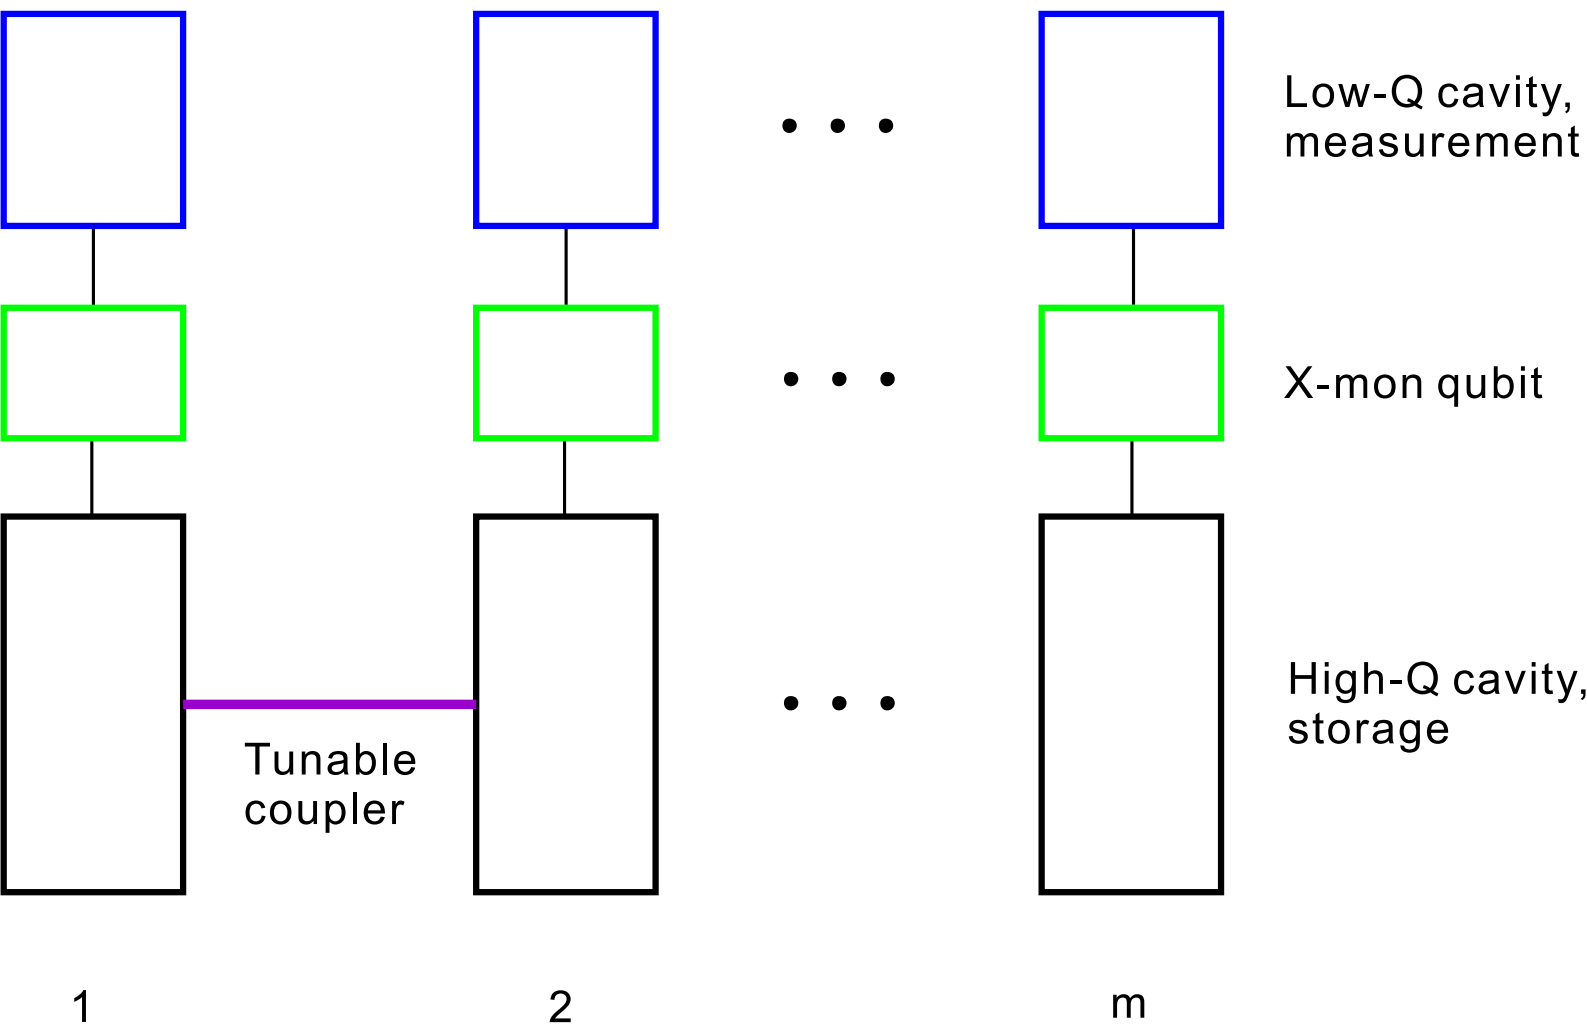 Low-Q cavity,
measurement
X-mon qubit
High-Q cavity,
storage
Tunable
coupler
1
2
m